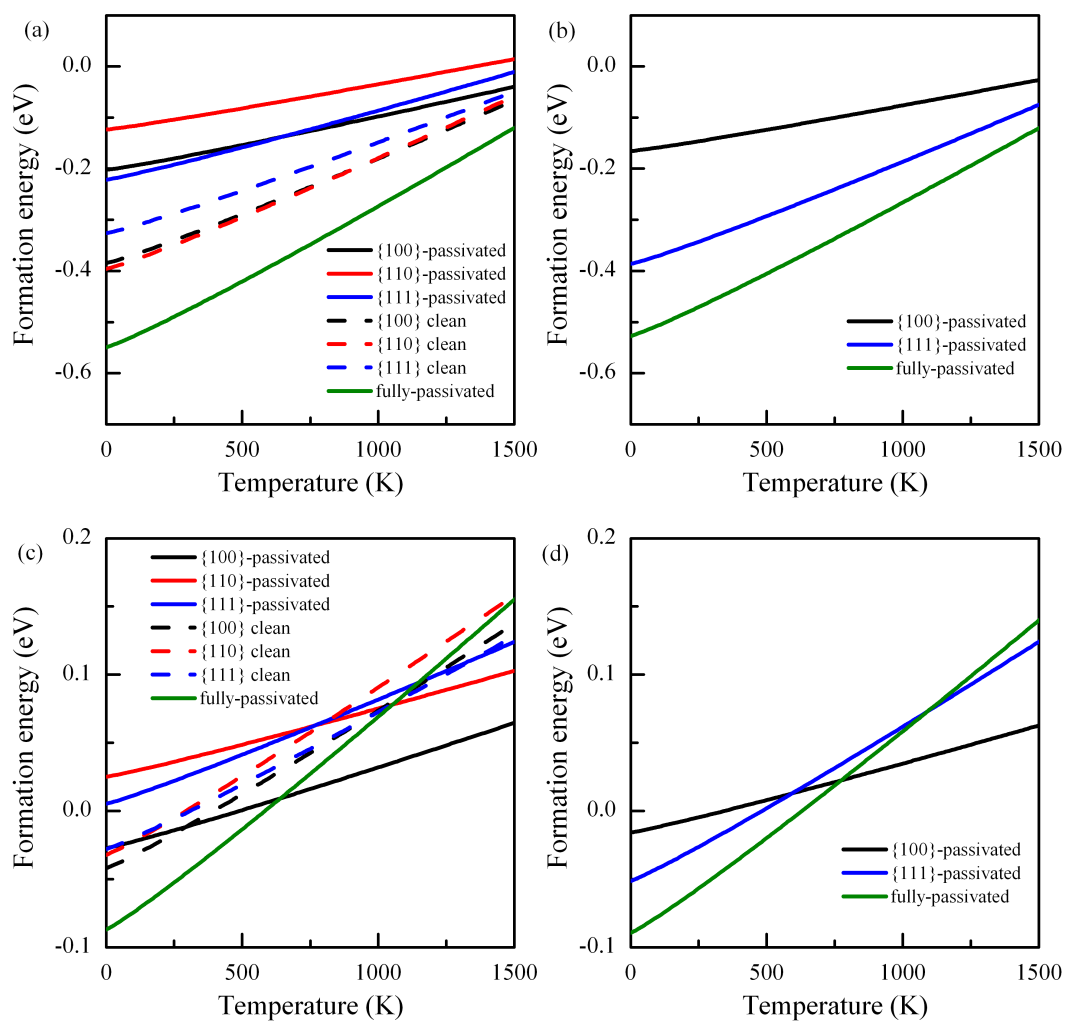 (a)
Formation energy (eV)
0.0
-0.2
-0.4
-0.6
{100}-passivated
{110}-passivated
{111}-passivated
{100} clean
{110} clean
{111} clean
fully-passivated
0 500 1000 1500
Temperature (K)
(b)
Formation energy (eV)
0.0
-0.2
-0.4
-0.6
{100}-passivated
{111}-passivated
fully-passivated
0 500 1000 1500
Temperature (K)
(c)
Formation energy (eV)
0.2
0.1
0.0
-0.1
{100}-passivated
{110}-passivated
{111}-passivated
{100} clean
{110} clean
{111} clean
fully-passivated
0 500 1000 1500
Temperature (K)
(d)
Formation energy (eV)
0.2
0.1
0.0
-0.1
{100}-passivated
{111}-passivated
fully-passivated
0 500 1000 1500
Temperature (K)